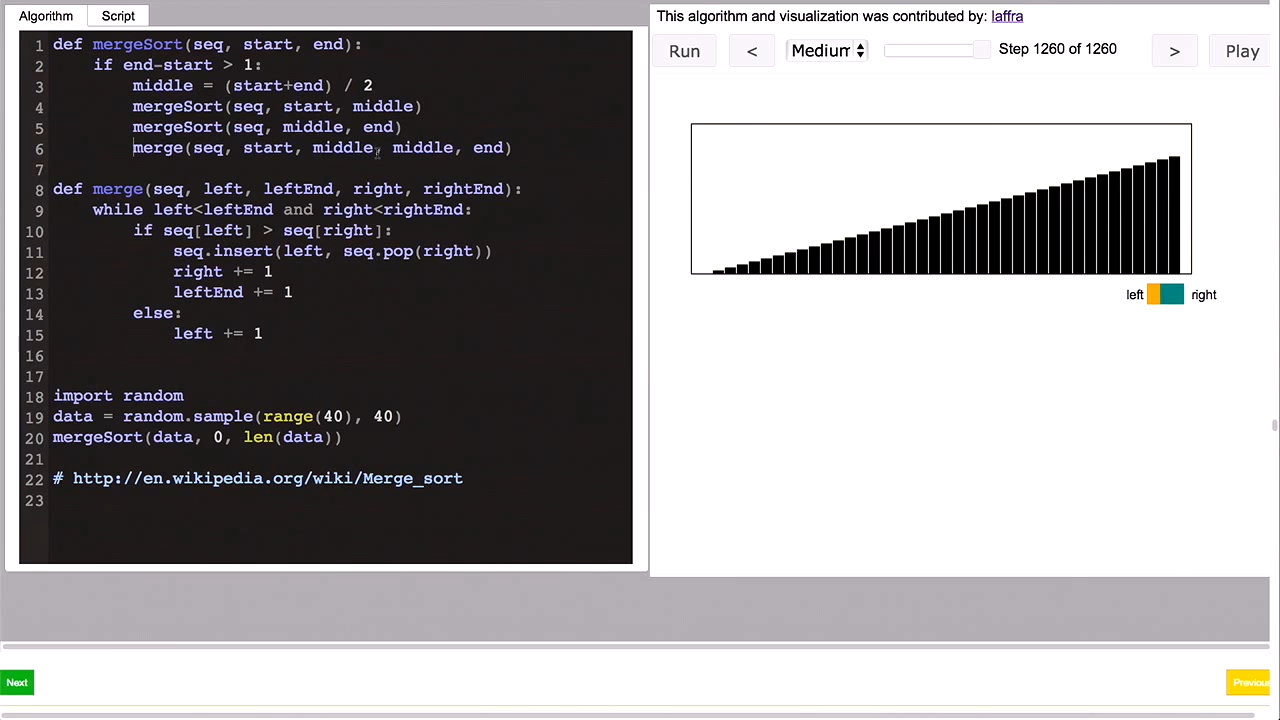 Algorithm Script
This algorithm and visualization was contributed by: laffra
Run < Medium Step 1260 of 1260 > Play
1 def mergeSort(seq, start, end):
2 if end-start > 1:
3 middle = (start+end) / 2
4 mergeSort(seq, start, middle)
5 mergeSort(seq, middle, end)
6 merge(seq, start, middle, middle, end)
7
8 def merge(seq, left, leftEnd, right, rightEnd):
9 while left<leftEnd and right<rightEnd:
10 if seq[left] > seq[right]:
11 seq.insert(left, seq.pop(right))
12 right += 1
13 leftEnd += 1
14 else:
15 left += 1
16
17
18 import random
19 data = random.sample(range(40), 40)
20 mergeSort(data, 0, len(data))
21
22 # http://en.wikipedia.org/wiki/Merge_sort
23
left right
Next Previous